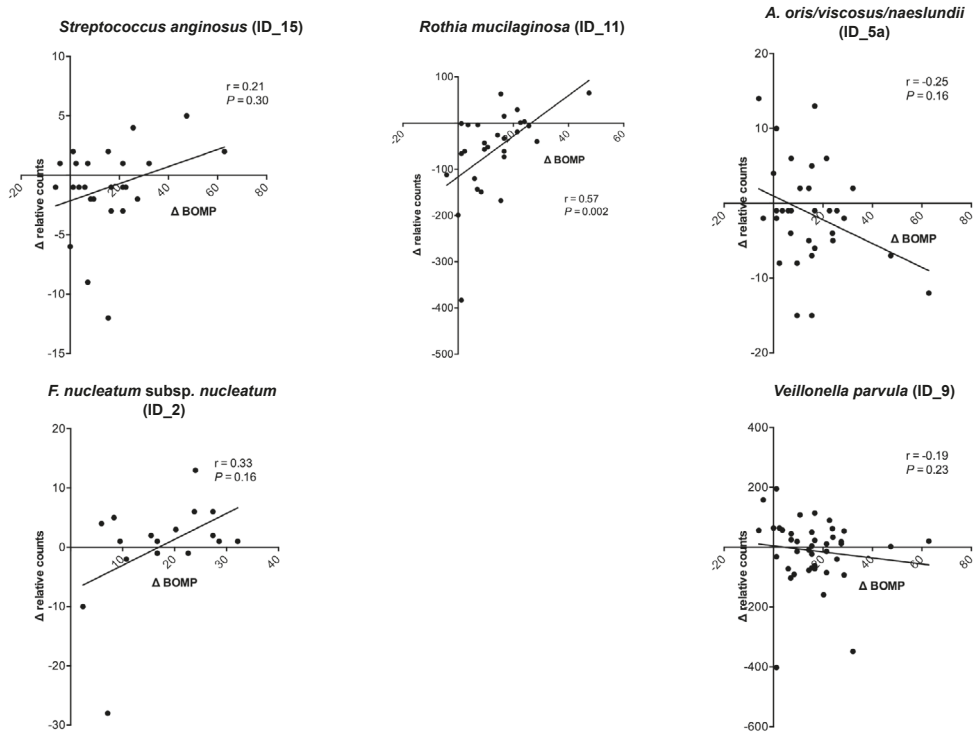 Streptococcus anginosus (ID_15)
10
5
0
-5
-10
-15
-20
20
40
60
80
Δ relative counts
Δ BOMP
r = 0.21
P = 0.30
Rothia mucilaginosa (ID_11)
100
0
-100
-200
-300
-400
-500
-20
20
40
60
Δ relative counts
Δ BOMP
r = 0.57
P = 0.002
A. oris/viscosus/naeslundii
(ID_5a)
20
10
0
-10
-20
-20
20
40
60
80
Δ relative counts
Δ BOMP
r = -0.25
P = 0.16
F. nucleatum subsp. nucleatum
(ID_2)
20
10
0
-10
-20
-30
10
20
30
40
Δ relative counts
Δ BOMP
r = 0.33
P = 0.16
Veillonella parvula (ID_9)
400
200
0
-200
-400
-600
-20
20
40
60
80
Δ relative counts
Δ BOMP
r = -0.19
P = 0.23